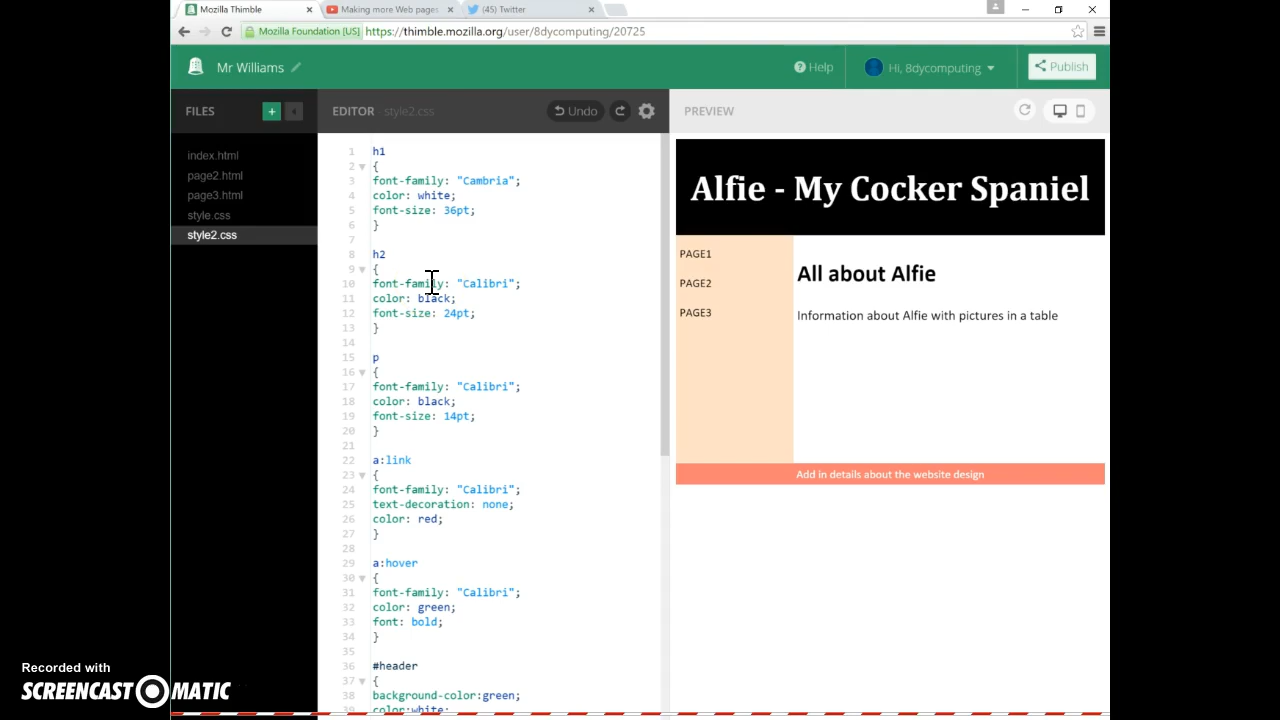 Mozilla Thimble
Making more Web pages
(45) Twitter
Mozilla Foundation [US]
https://thimble.mozilla.org/user/8dycomputing/20725
Mr Williams
Help
Hi, 8dycomputing
Publish
FILES
EDITOR - style2.css
Undo
PREVIEW
index.html
page2.html
page3.html
style.css
style2.css
1 h1
2 {
3 font-family: "Cambria";
4 color: white;
5 font-size: 36pt;
6 }
7
8 h2
9 {
10 font-family: "Calibri";
11 color: black;
12 font-size: 24pt;
13 }
14
15 p
16 {
17 font-family: "Calibri";
18 color: black;
19 font-size: 14pt;
20 }
21
22 a:link
23 {
24 font-family: "Calibri";
25 text-decoration: none;
26 color: red;
27 }
28
29 a:hover
30 {
31 font-family: "Calibri";
32 color: green;
33 font: bold;
34 }
35
36 #header
37 {
38 background-color:green;
39 color:white;
Alfie - My Cocker Spaniel
PAGE1
PAGE2
PAGE3
All about Alfie
Information about Alfie with pictures in a table
Add in details about the website design
Recorded with
SCREENCAST O MATIC